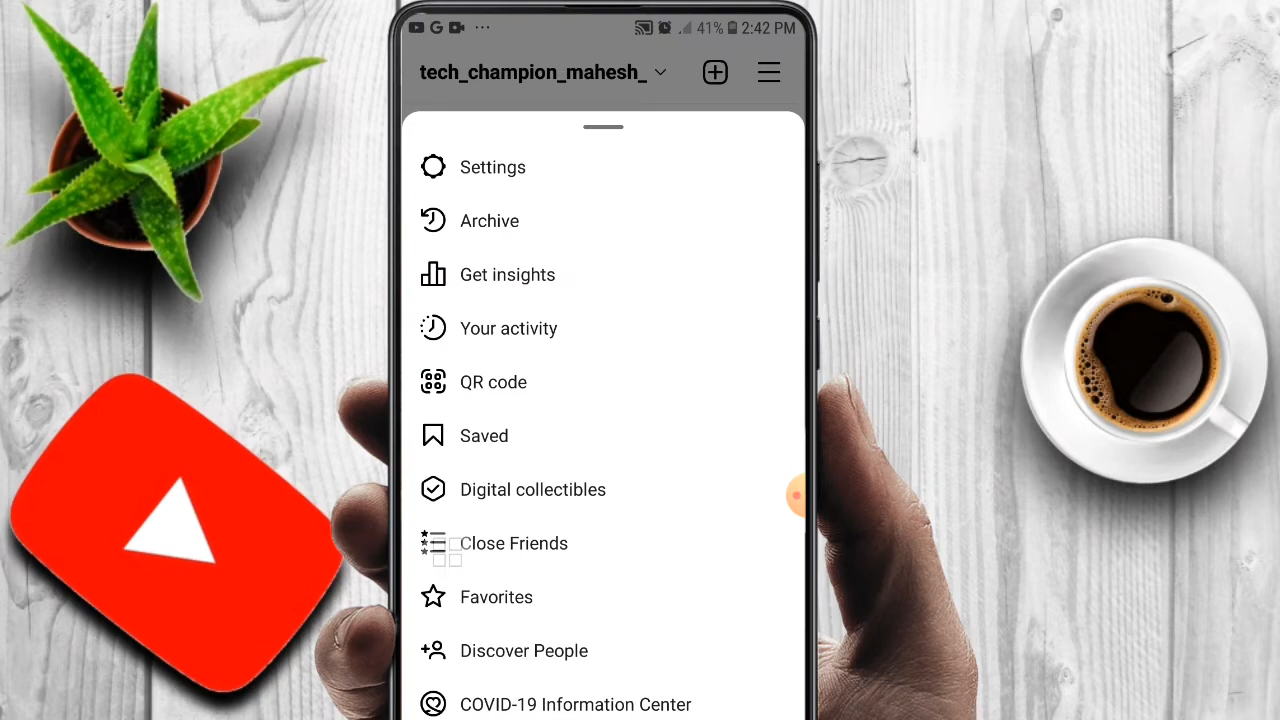 41% 2:42 PM
tech_champion_mahesh_
Settings
Archive
Get insights
Your activity
QR code
Saved
Digital collectibles
Close Friends
Favorites
Discover People
COVID-19 Information Center